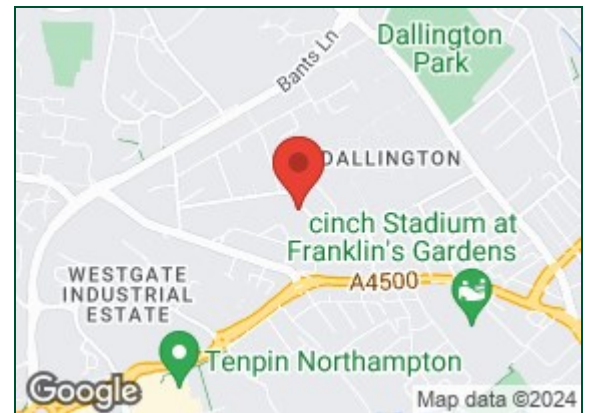 Dallington
Park
Bants Ln
DALLINGTON
cinch Stadium at
Franklin's Gardens
WESTGATE
INDUSTRIAL
ESTATE
A4500
Tenpin Northampton
Google
Map data ©2024